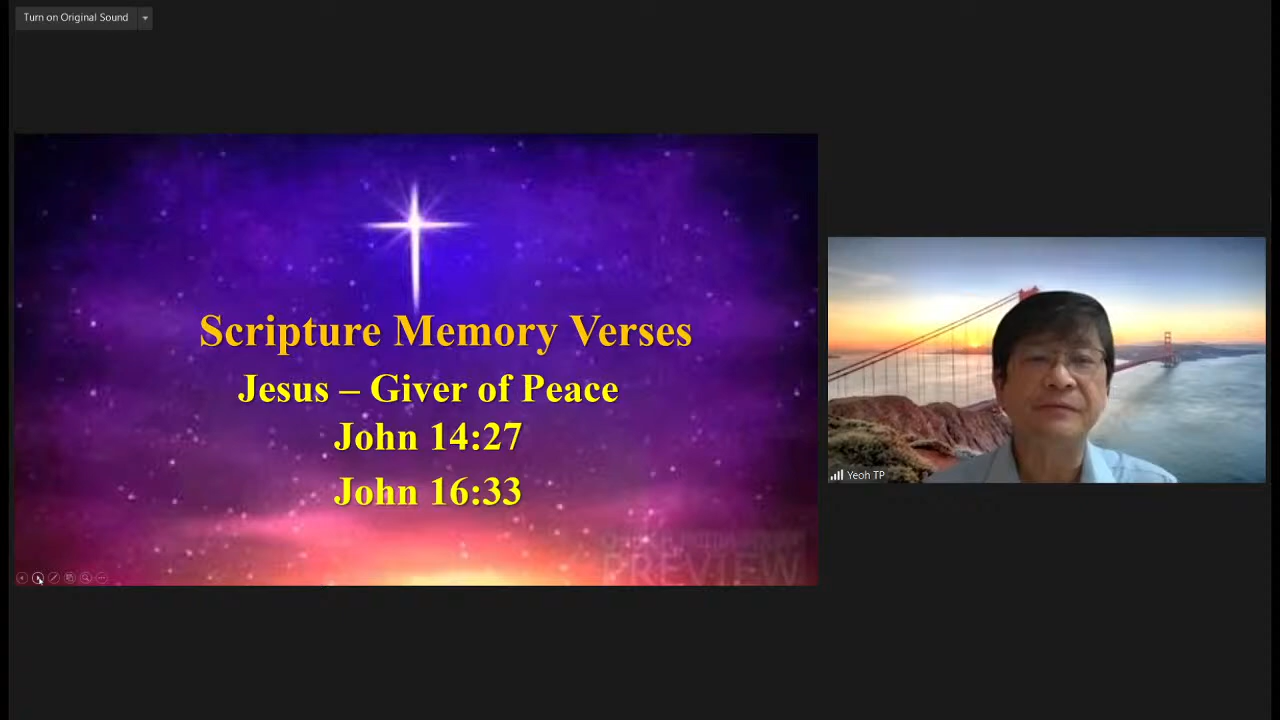 Turn on Original Sound
Scripture Memory Verses
Jesus – Giver of Peace
John 14:27
John 16:33
PREVIEW
Yeoh TP